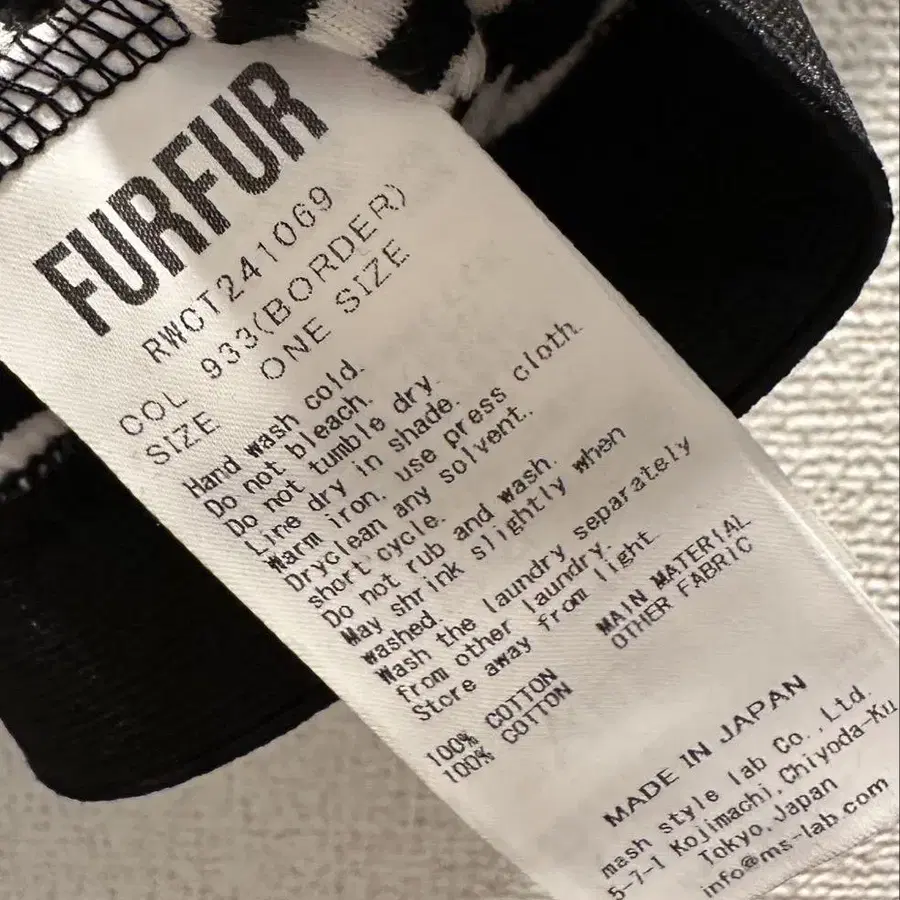 FURFUR
RWCT241069
COL 933(BORDER)
SIZE ONE SIZE
Hand wash cold.
Do not bleach.
Do not tumble dry.
Line dry in shade.
Warm iron. use press cloth.
Dryclean any solvent.
short cycle.
Do not rub and wash.
May shrink slightly when
washed.
Wash the laundry separately
from other laundry.
Store away from light
MAIN MATERIAL
OTHER FABRIC
100% COTTON
100% COTTON
MADE IN JAPAN
mash style lab Co.,Ltd.
5-7-1 Kojimachi,Chiyoda-Ku
Tokyo,Japan
info@ms-lab.com